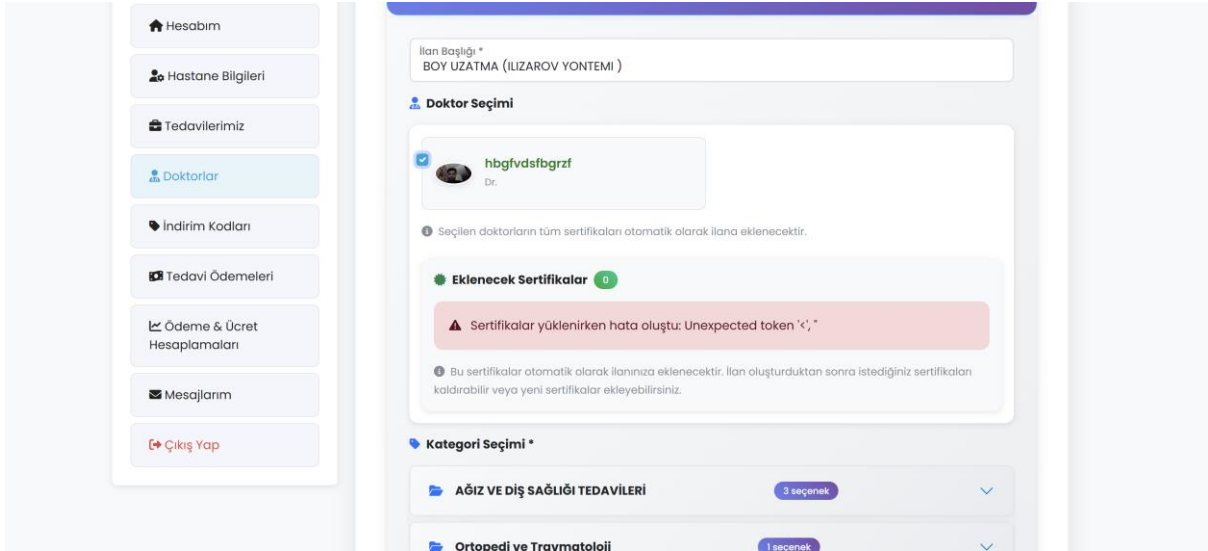 Hesabım
Hastane Bilgileri
Tedavilerimiz
Doktorlar
İndirim Kodları
Tedavi Ödemeleri
Ödeme & Ücret
Hesaplamaları
Mesajlarım
Çıkış Yap
İlan Başlığı *
BOY UZATMA (ILIZAROV YONTEMI )
Doktor Seçimi
hbgfvdsfbgrzf
Dr.
Seçilen doktorların tüm sertifikaları otomatik olarak ilana eklenecektir.
Eklenecek Sertifikalar 0
Sertifikalar yüklenirken hata oluştu: Unexpected token '<', "
Bu sertifikalar otomatik olarak ilanınıza eklenecektir. İlan oluşturduktan sonra istediğiniz sertifikaları
kaldırabilir veya yeni sertifikalar ekleyebilirsiniz.
Kategori Seçimi *
AĞIZ VE DİŞ SAĞLIĞI TEDAVİLERİ 3 seçenek
Ortopedi ve Travmatoloji 1 seçenek